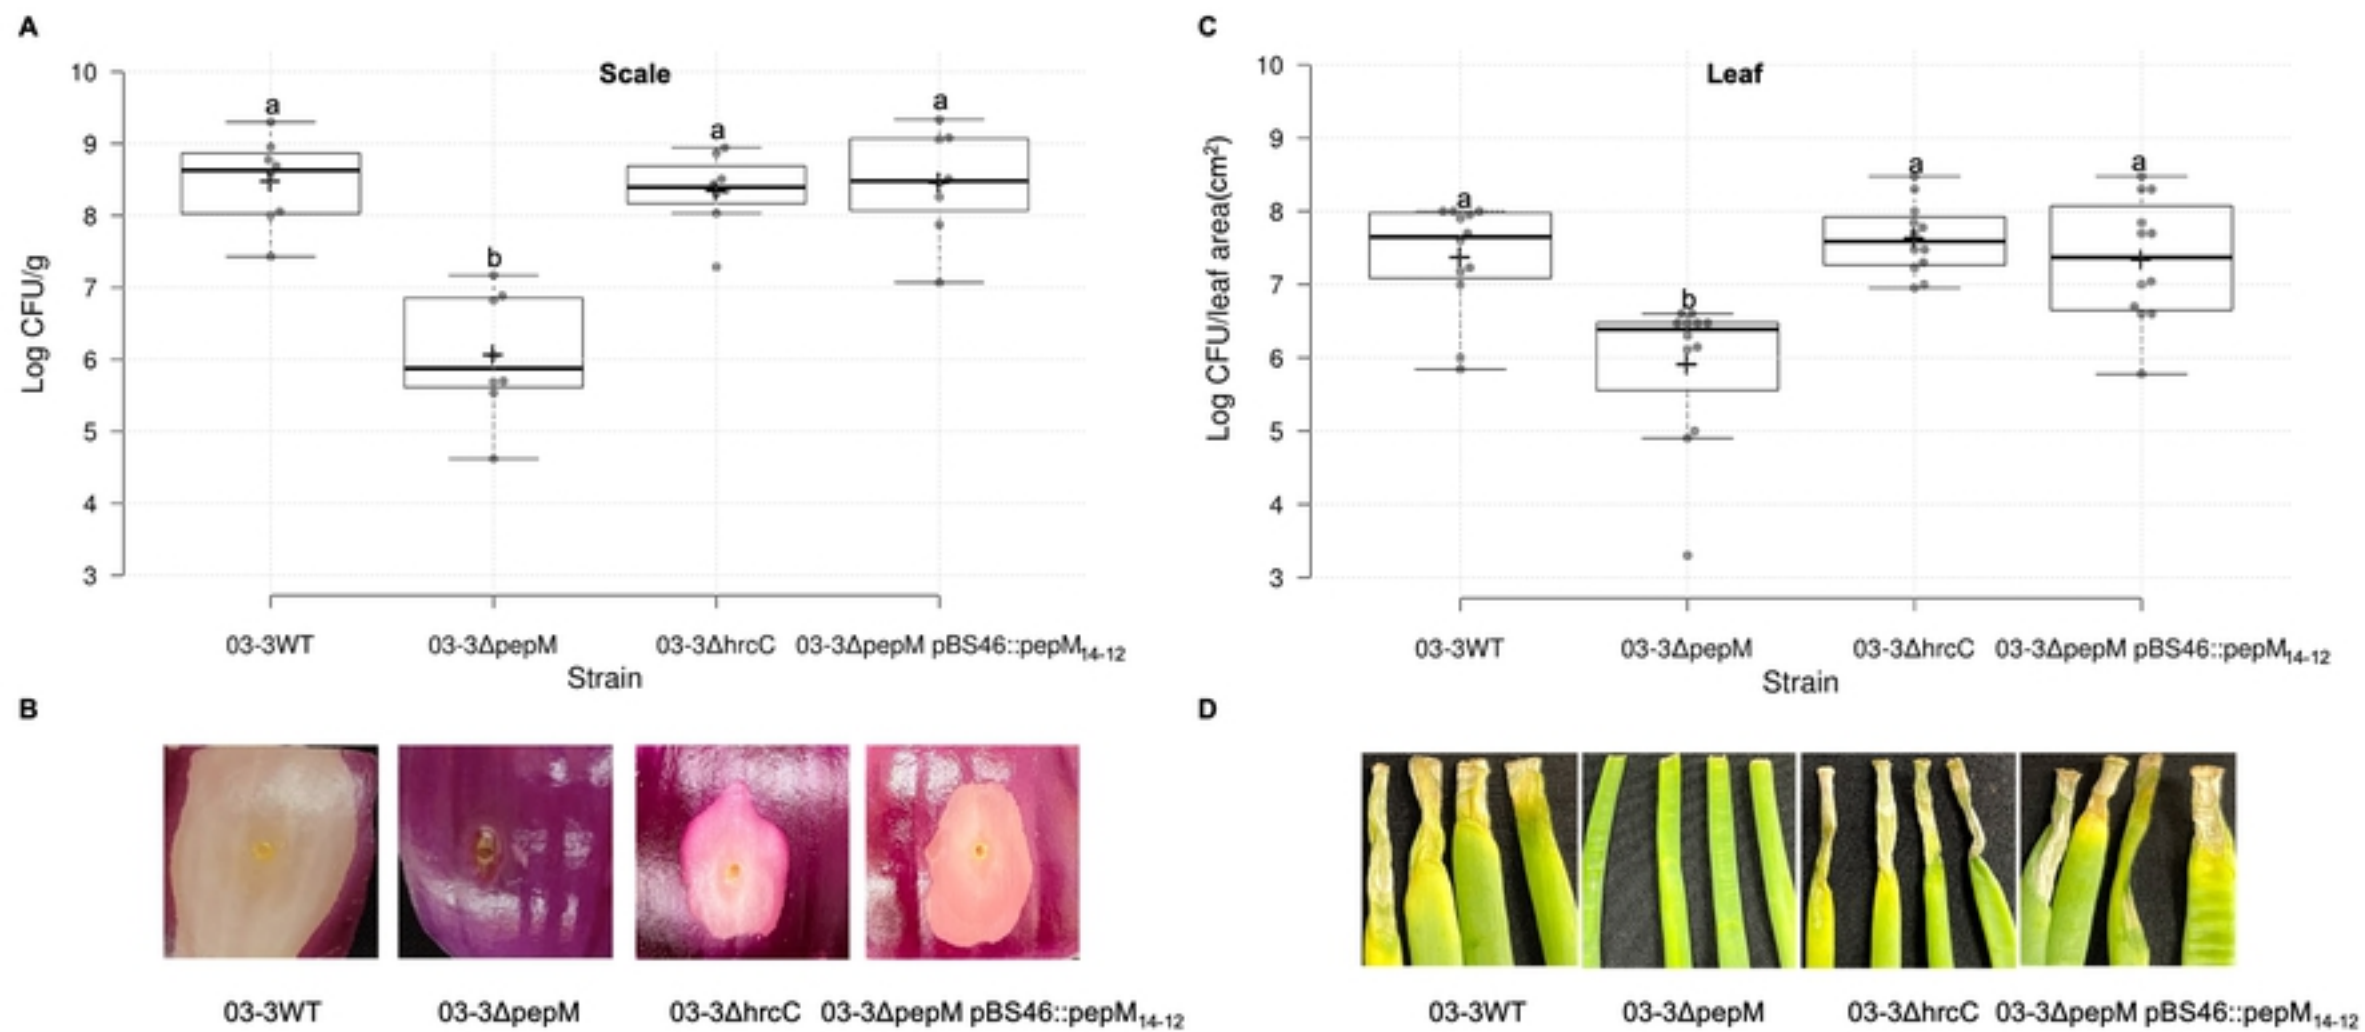 A
Scale
10
9
8
7
6
5
4
3
Log CFU/g
a
b
a
a
03-3WT
03-3ΔpepM
03-3ΔhrcC
03-3ΔpepM pBS46::pepM14-12
Strain
C
Leaf
10
9
8
7
6
5
4
3
Log CFU/leaf area(cm²)
a
b
a
a
03-3WT
03-3ΔpepM
03-3ΔhrcC
03-3ΔpepM pBS46::pepM14-12
Strain
B
03-3WT
03-3ΔpepM
03-3ΔhrcC
03-3ΔpepM pBS46::pepM14-12
D
03-3WT
03-3ΔpepM
03-3ΔhrcC
03-3ΔpepM pBS46::pepM14-12